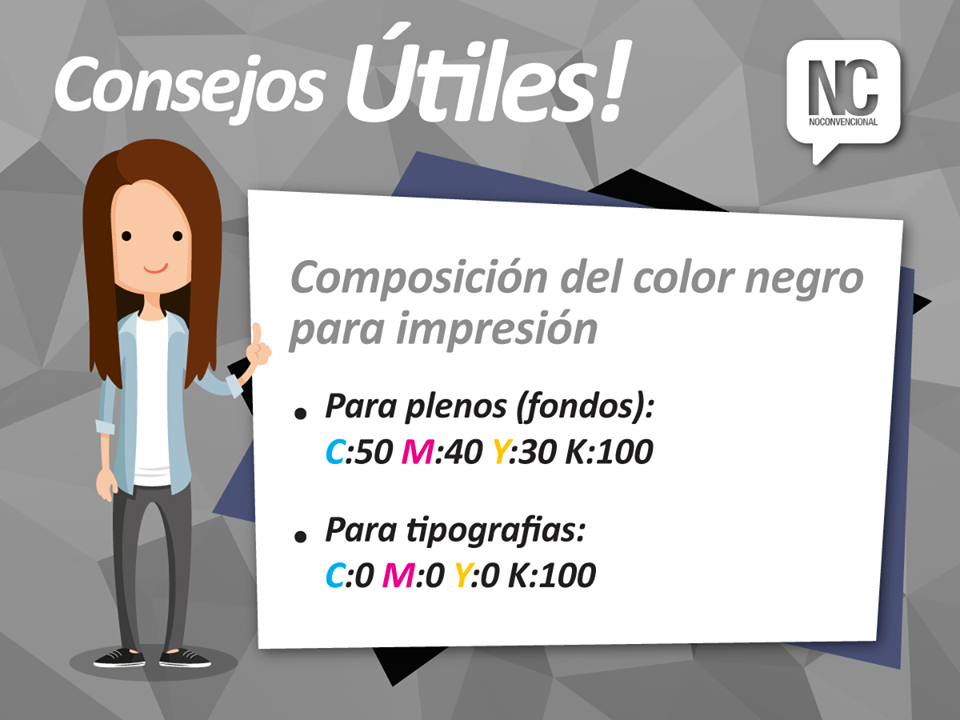 Consejos Útiles!
NC
NOCONVENCIONAL
Composición del color negro
para impresión
• Para plenos (fondos):
C:50 M:40 Y:30 K:100
• Para tipografias:
C:0 M:0 Y:0 K:100